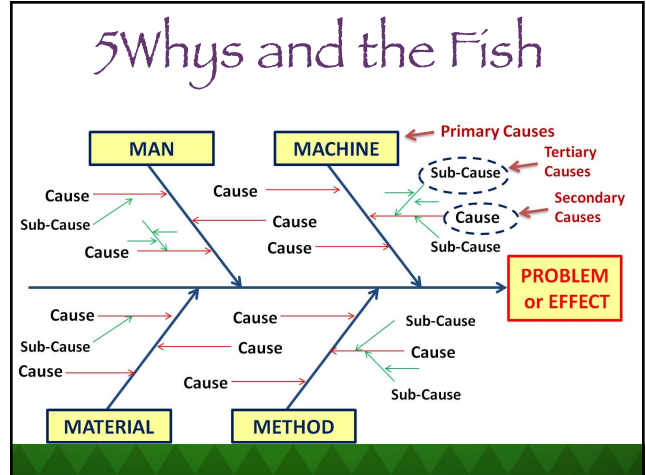 5Whys and the Fish
Primary Causes
MAN
MACHINE
Tertiary
Causes
Sub-Cause
Cause
Cause
Secondary
Causes
Cause
Sub-Cause
Cause
Cause
Cause
Cause
Sub-Cause
PROBLEM
or EFFECT
Cause
Cause
Sub-Cause
Sub-Cause
Cause
Cause
Cause
Cause
Sub-Cause
MATERIAL
METHOD